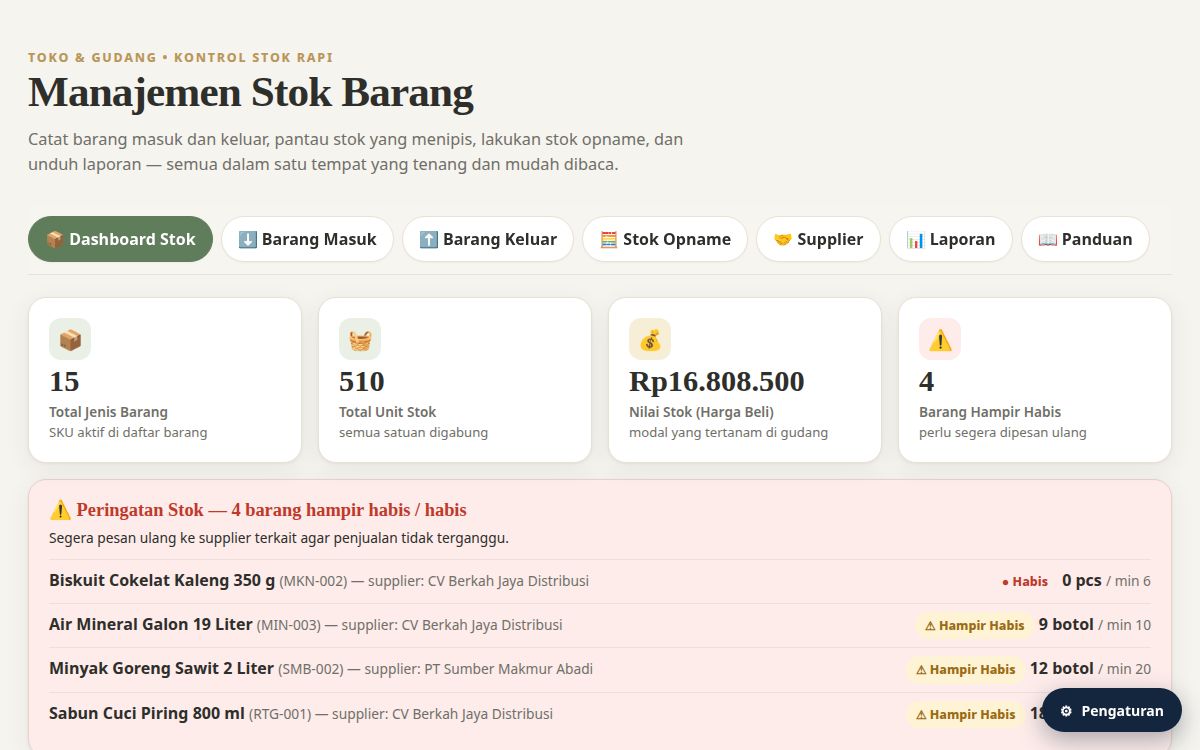 TOKO & GUDANG • KONTROL STOK RAPI
Manajemen Stok Barang
Catat barang masuk dan keluar, pantau stok yang menipis, lakukan stok opname, dan
unduh laporan — semua dalam satu tempat yang tenang dan mudah dibaca.
📦 Dashboard Stok ⬇️ Barang Masuk ⬆️ Barang Keluar 🧮 Stok Opname 🤝 Supplier 📊 Laporan 📖 Panduan
15
Total Jenis Barang
SKU aktif di daftar barang
510
Total Unit Stok
semua satuan digabung
Rp16.808.500
Nilai Stok (Harga Beli)
modal yang tertanam di gudang
4
Barang Hampir Habis
perlu segera dipesan ulang
⚠️ Peringatan Stok — 4 barang hampir habis / habis
Segera pesan ulang ke supplier terkait agar penjualan tidak terganggu.
Biskuit Cokelat Kaleng 350 g (MKN-002) — supplier: CV Berkah Jaya Distribusi ● Habis 0 pcs / min 6
Air Mineral Galon 19 Liter (MIN-003) — supplier: CV Berkah Jaya Distribusi ⚠ Hampir Habis 9 botol / min 10
Minyak Goreng Sawit 2 Liter (SMB-002) — supplier: PT Sumber Makmur Abadi ⚠ Hampir Habis 12 botol / min 20
Sabun Cuci Piring 800 ml (RTG-001) — supplier: CV Berkah Jaya Distribusi ⚠ Hampir Habis
⚙ Pengaturan